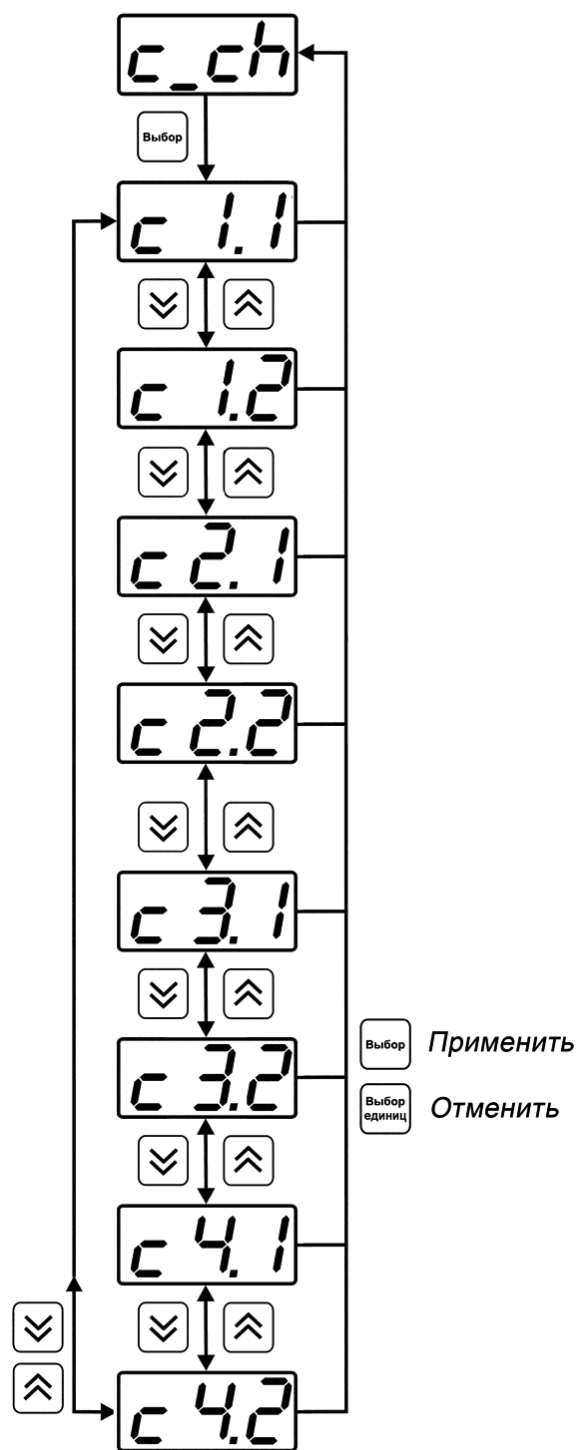 c_ch
Выбор
c 1.1
c 1.2
c 2.1
c 2.2
c 3.1
c 3.2
Выбор Применить
Выбор
единиц Отменить
c 4.1
c 4.2